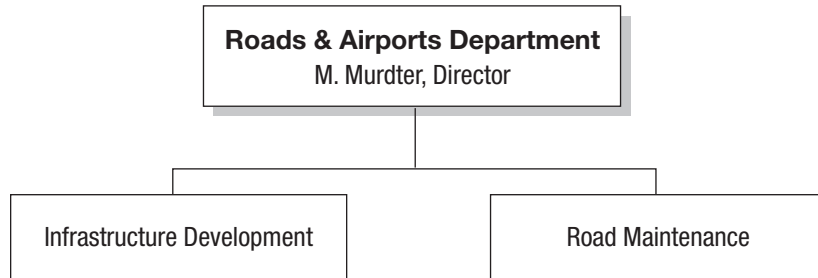 Roads & Airports Department
M. Murdter, Director
Infrastructure Development
Road Maintenance